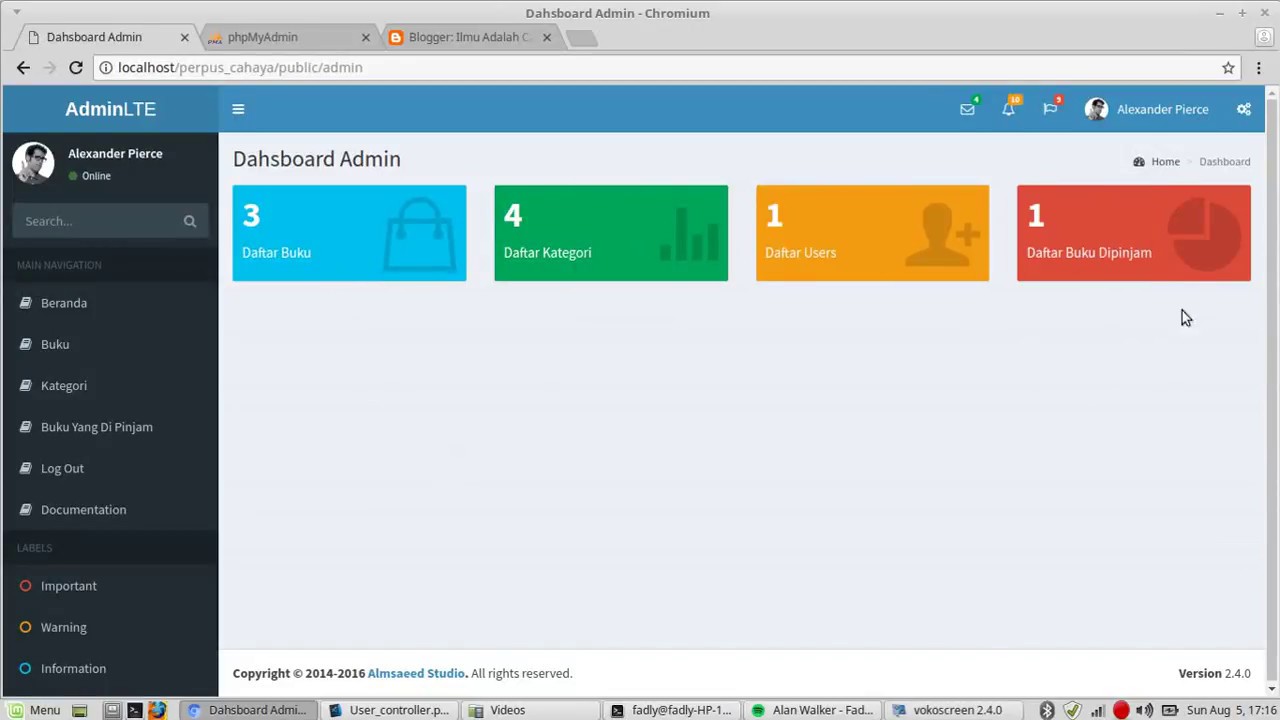 Dahsboard Admin - Chromium
Dahsboard Admin
phpMyAdmin
Blogger: Ilmu Adalah C
localhost/perpus_cahaya/public/admin
AdminLTE
4
10
9
Alexander Pierce
Alexander Pierce
Online
Dahsboard Admin
Home > Dashboard
Search...
3
Daftar Buku
4
Daftar Kategori
1
Daftar Users
1
Daftar Buku Dipinjam
MAIN NAVIGATION
Beranda
Buku
Kategori
Buku Yang Di Pinjam
Log Out
Documentation
LABELS
Important
Warning
Information
Copyright © 2014-2016 Almsaeed Studio. All rights reserved.
Version 2.4.0
Menu
Dahsboard Admi...
User_controller.p...
Videos
fadly@fadly-HP-1...
Alan Walker - Fad...
vokoscreen 2.4.0
Sun Aug 5, 17:16